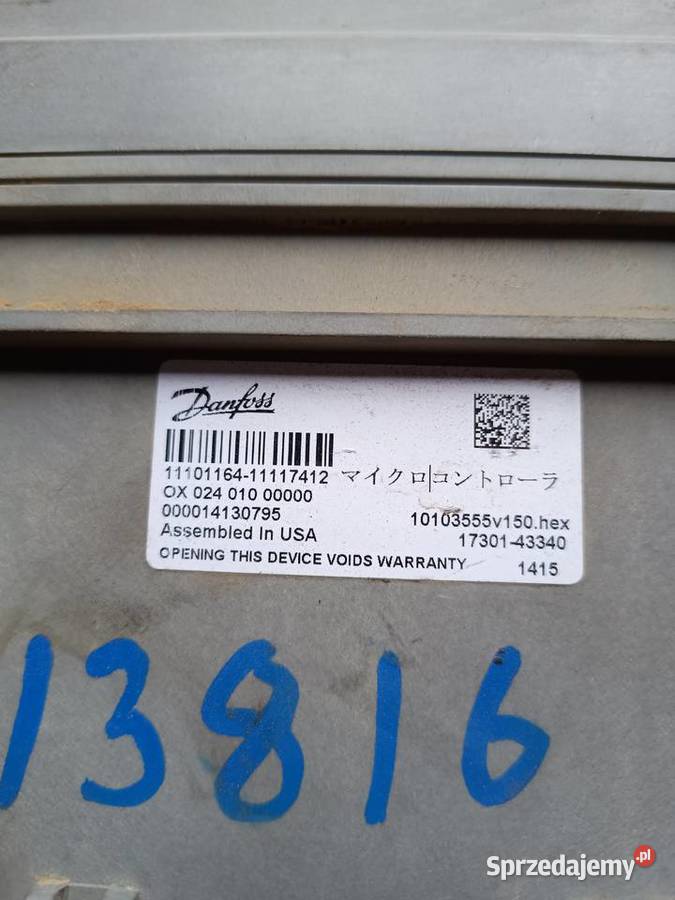 Danfoss
11101164-11117412 マイクロコントローラ
OX 024 010 00000
000014130795
10103555v150.hex
Assembled In USA
17301-43340
OPENING THIS DEVICE VOIDS WARRANTY
1415
13816
Sprzedajemy.pl